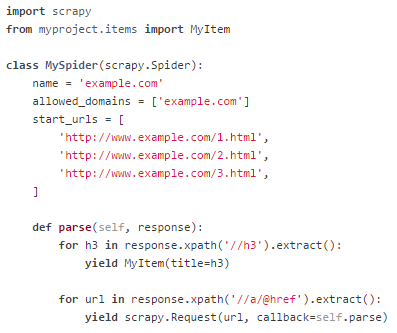 import scrapy
from myproject.items import MyItem

class MySpider(scrapy.Spider):
    name = 'example.com'
    allowed_domains = ['example.com']
    start_urls = [
        'http://www.example.com/1.html',
        'http://www.example.com/2.html',
        'http://www.example.com/3.html',
    ]

    def parse(self, response):
        for h3 in response.xpath('//h3').extract():
            yield MyItem(title=h3)

        for url in response.xpath('//a/@href').extract():
            yield scrapy.Request(url, callback=self.parse)